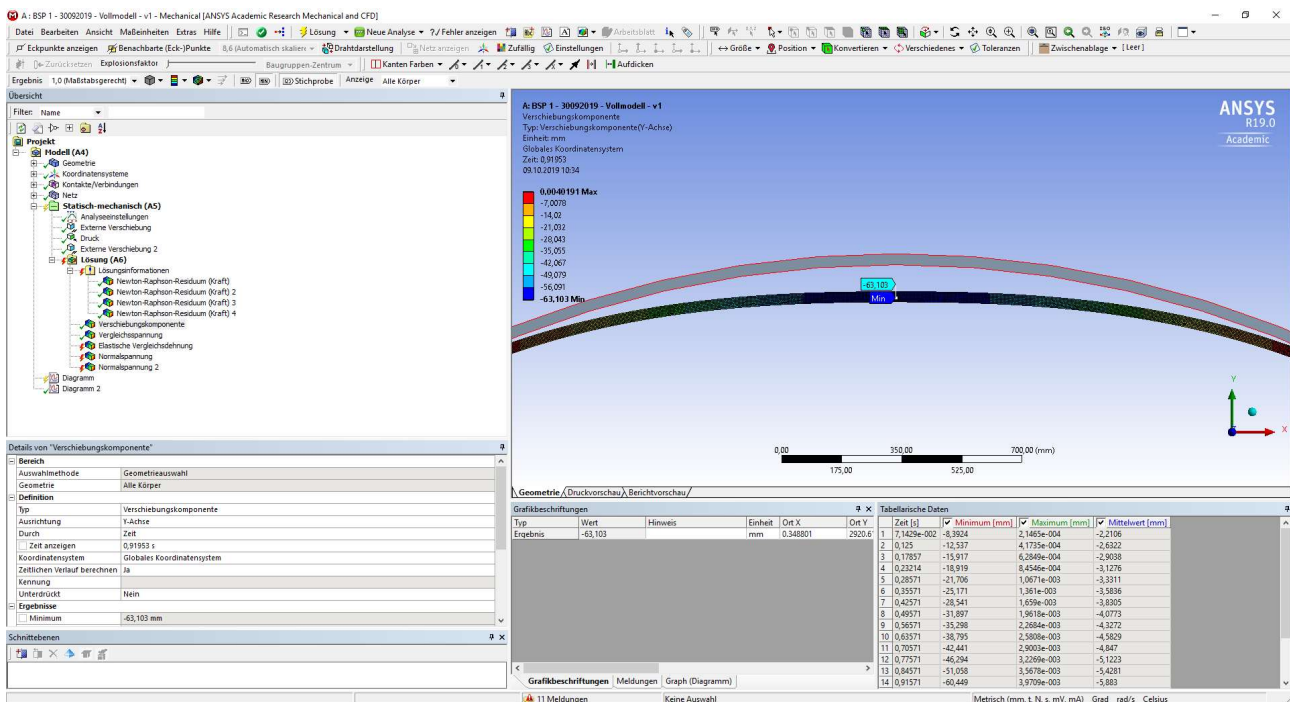 A : BSP 1 - 30092019 - Vollmodell - v1 - Mechanical [ANSYS Academic Research Mechanical and CFD]
Datei Bearbeiten Ansicht Maßeinheiten Extras Hilfe Lösung Neue Analyse ?/ Fehler anzeigen Arbeitsblatt
Eckpunkte anzeigen Benachbarte (Eck-)Punkte 8,6 (Automatisch skalier Drahtdarstellung Netz anzeigen Zufällig Einstellungen Größe Position Konvertieren Verschiedenes Toleranzen Zwischenablage [Leer]
Zurücksetzen Explosionsfaktor Baugruppen-Zentrum Kanten Farben Aufdicken
Ergebnis 1,0 (Maßstabsgerecht) Stichprobe Anzeige Alle Körper
Übersicht
Filter: Name
Projekt
Modell (A4)
Geometrie
Koordinatensysteme
Kontakte/Verbindungen
Netz
Statisch-mechanisch (A5)
Analyseeinstellungen
Externe Verschiebung
Druck
Externe Verschiebung 2
Lösung (A6)
Lösungsinformationen
Newton-Raphson-Residuum (Kraft)
Newton-Raphson-Residuum (Kraft) 2
Newton-Raphson-Residuum (Kraft) 3
Newton-Raphson-Residuum (Kraft) 4
Verschiebungskomponente
Vergleichsspannung
Elastische Vergleichsdehnung
Normalspannung
Normalspannung 2
Diagramm
Diagramm 2
Details von "Verschiebungskomponente"
Bereich
Auswahlmethode Geometrieauswahl
Geometrie Alle Körper
Definition
Typ Verschiebungskomponente
Ausrichtung Y-Achse
Durch Zeit
Zeit anzeigen 0,91953 s
Koordinatensystem Globales Koordinatensystem
Zeitlichen Verlauf berechnen Ja
Kennung
Unterdrückt Nein
Ergebnisse
Minimum -63,103 mm
Schnittebenen
A: BSP 1 - 30092019 - Vollmodell - v1
Verschiebungskomponente
Typ: Verschiebungskomponente(Y-Achse)
Einheit: mm
Globales Koordinatensystem
Zeit: 0,91953
09.10.2019 10:34
0,0040191 Max
-7,0078
-14,02
-21,032
-28,043
-35,055
-42,067
-49,079
-56,091
-63,103 Min
ANSYS
R19.0
Academic
-63,103
Min
Y
X
0,00 350,00 700,00 (mm)
175,00 525,00
Geometrie Druckvorschau Berichtvorschau
Grafikbeschriftungen
Typ Wert Hinweis Einheit Ort X Ort Y
Ergebnis -63,103 mm 0.348801 2920.6
Grafikbeschriftungen Meldungen Graph (Diagramm)
Tabellarische Daten
Zeit [s] Minimum [mm] Maximum [mm] Mittelwert [mm]
1 7,1429e-002 -8,3924 2,1465e-004 -2,2106
2 0,125 -12,537 4,1735e-004 -2,6322
3 0,17857 -15,917 6,2849e-004 -2,9038
4 0,23214 -18,919 8,4546e-004 -3,1276
5 0,28571 -21,706 1,0671e-003 -3,3311
6 0,35571 -25,171 1,361e-003 -3,5836
7 0,42571 -28,541 1,659e-003 -3,8305
8 0,49571 -31,897 1,9618e-003 -4,0773
9 0,56571 -35,298 2,2684e-003 -4,3272
10 0,63571 -38,795 2,5808e-003 -4,5829
11 0,70571 -42,441 2,9003e-003 -4,847
12 0,77571 -46,294 3,2269e-003 -5,1223
13 0,84571 -51,058 3,5678e-003 -5,4281
14 0,91571 -60,449 3,9709e-003 -5,883
11 Meldungen Keine Auswahl Metrisch (mm, t, N, s, mV, mA) Grad rad/s Celsius